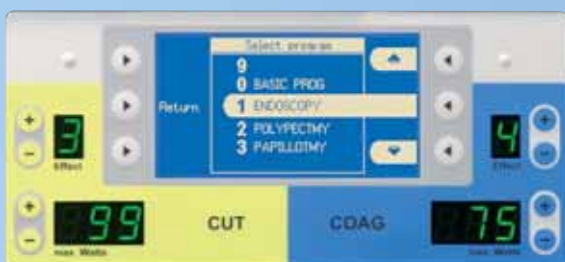 Select program
9
0 BASIC PROG
Return 1 ENDOSCOPY
2 POLYPECTMY
3 PAPILLOTMY
+
-
3
Effect
+
-
4
Effect
+
-
99
max. Watts
CUT
COAG
75
max. Watts
+
-